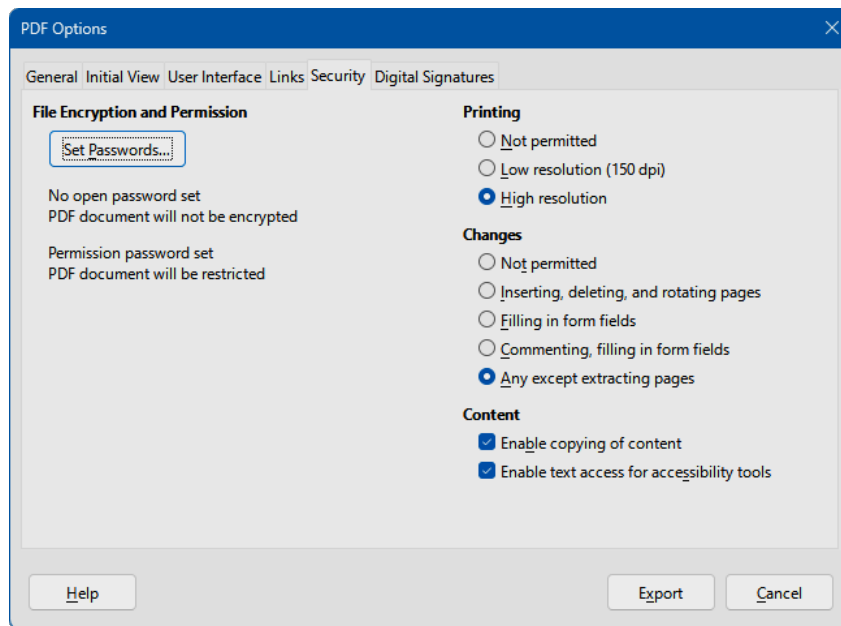 PDF Options
General Initial View User Interface Links Security Digital Signatures
File Encryption and Permission
Set Passwords...
No open password set
PDF document will not be encrypted
Permission password set
PDF document will be restricted
Printing
Not permitted
Low resolution (150 dpi)
High resolution
Changes
Not permitted
Inserting, deleting, and rotating pages
Filling in form fields
Commenting, filling in form fields
Any except extracting pages
Content
Enable copying of content
Enable text access for accessibility tools
Help
Export
Cancel